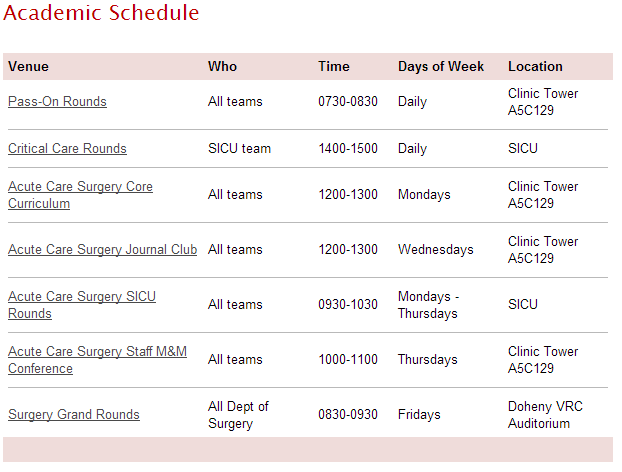 Academic Schedule
Venue Who Time Days of Week Location
Pass-On Rounds All teams 0730-0830 Daily Clinic Tower
A5C129
Critical Care Rounds SICU team 1400-1500 Daily SICU
Acute Care Surgery Core
Curriculum All teams 1200-1300 Mondays Clinic Tower
A5C129
Acute Care Surgery Journal Club All teams 1200-1300 Wednesdays Clinic Tower
A5C129
Acute Care Surgery SICU
Rounds All teams 0930-1030 Mondays -
Thursdays SICU
Acute Care Surgery Staff M&M
Conference All teams 1000-1100 Thursdays Clinic Tower
A5C129
Surgery Grand Rounds All Dept of
Surgery 0830-0930 Fridays Doheny VRC
Auditorium